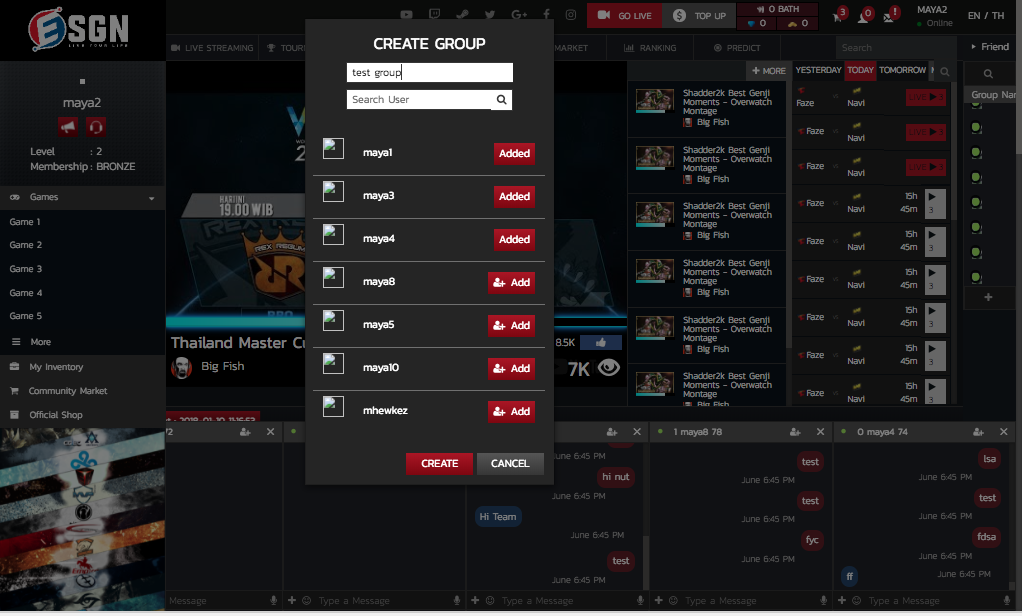 ESGN
LIVE YOUR LIFE
GO LIVE
TOP UP
0 BATH
0
0
3
0
!
MAYA2
Online
EN / TH
LIVE STREAMING
MARKET
RANKING
PREDICT
Search
Friend
maya2
Level : 2
Membership : BRONZE
Games
Game 1
Game 2
Game 3
Game 4
Game 5
More
My Inventory
Community Market
Official Shop
CREATE GROUP
test group
Search User
maya1
Added
maya3
Added
maya4
Added
maya8
Add
maya5
Add
maya10
Add
mhewkez
Add
CREATE
CANCEL
HARIINI
19.00 WIB
REX REGUM
Thailand Master Cu
Big Fish
8.5K
7K
+ MORE
Shadder2k Best Genji
Moments - Overwatch
Montage
Big Fish
Shadder2k Best Genji
Moments - Overwatch
Montage
Big Fish
Shadder2k Best Genji
Moments - Overwatch
Montage
Big Fish
Shadder2k Best Genji
Moments - Overwatch
Montage
Big Fish
Shadder2k Best Genji
Moments - Overwatch
Montage
Big Fish
Shadder2k Best Genji
Moments - Overwatch
Montage
Big Fish
YESTERDAY
TODAY
TOMORROW
Faze
Navi
LIVE
3
Faze
Navi
LIVE
3
Faze
Navi
LIVE
3
Faze
Navi
15h
45m
3
Faze
Navi
15h
45m
3
Faze
Navi
15h
45m
3
Faze
Navi
15h
45m
3
Faze
Navi
15h
45m
3
Faze
Navi
15h
45m
3
Group Nar
June 6:45 PM
hi nut
June 6:45 PM
Hi Team
June 6:45 PM
test
June 6:45 PM
1 maya8 78
test
June 6:45 PM
test
June 6:45 PM
fyc
June 6:45 PM
0 maya4 74
lsa
June 6:45 PM
test
June 6:45 PM
fdsa
June 6:45 PM
ff
Message
Type a Message
Type a Message
Type a Message
Type a Message